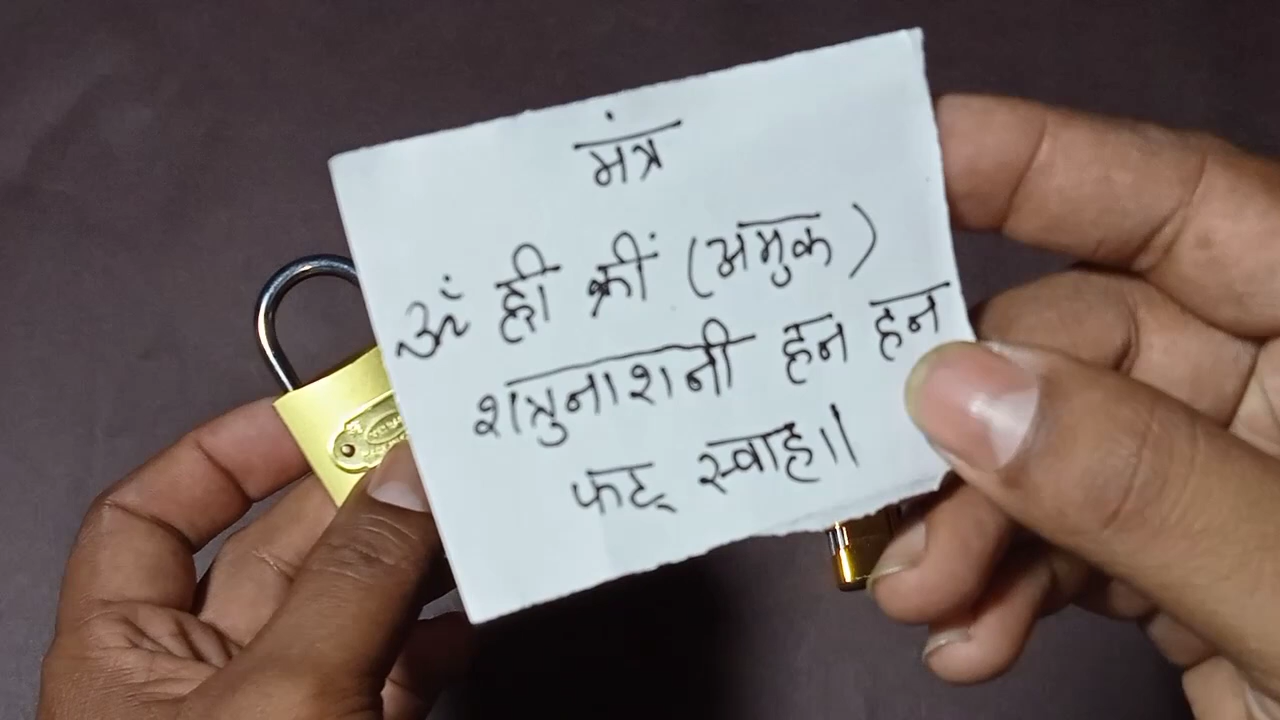 मंत्र
ॐ ह्रीं क्रीं (अमुक)
शत्रुनाशनी हन हन
फट् स्वाहा।।